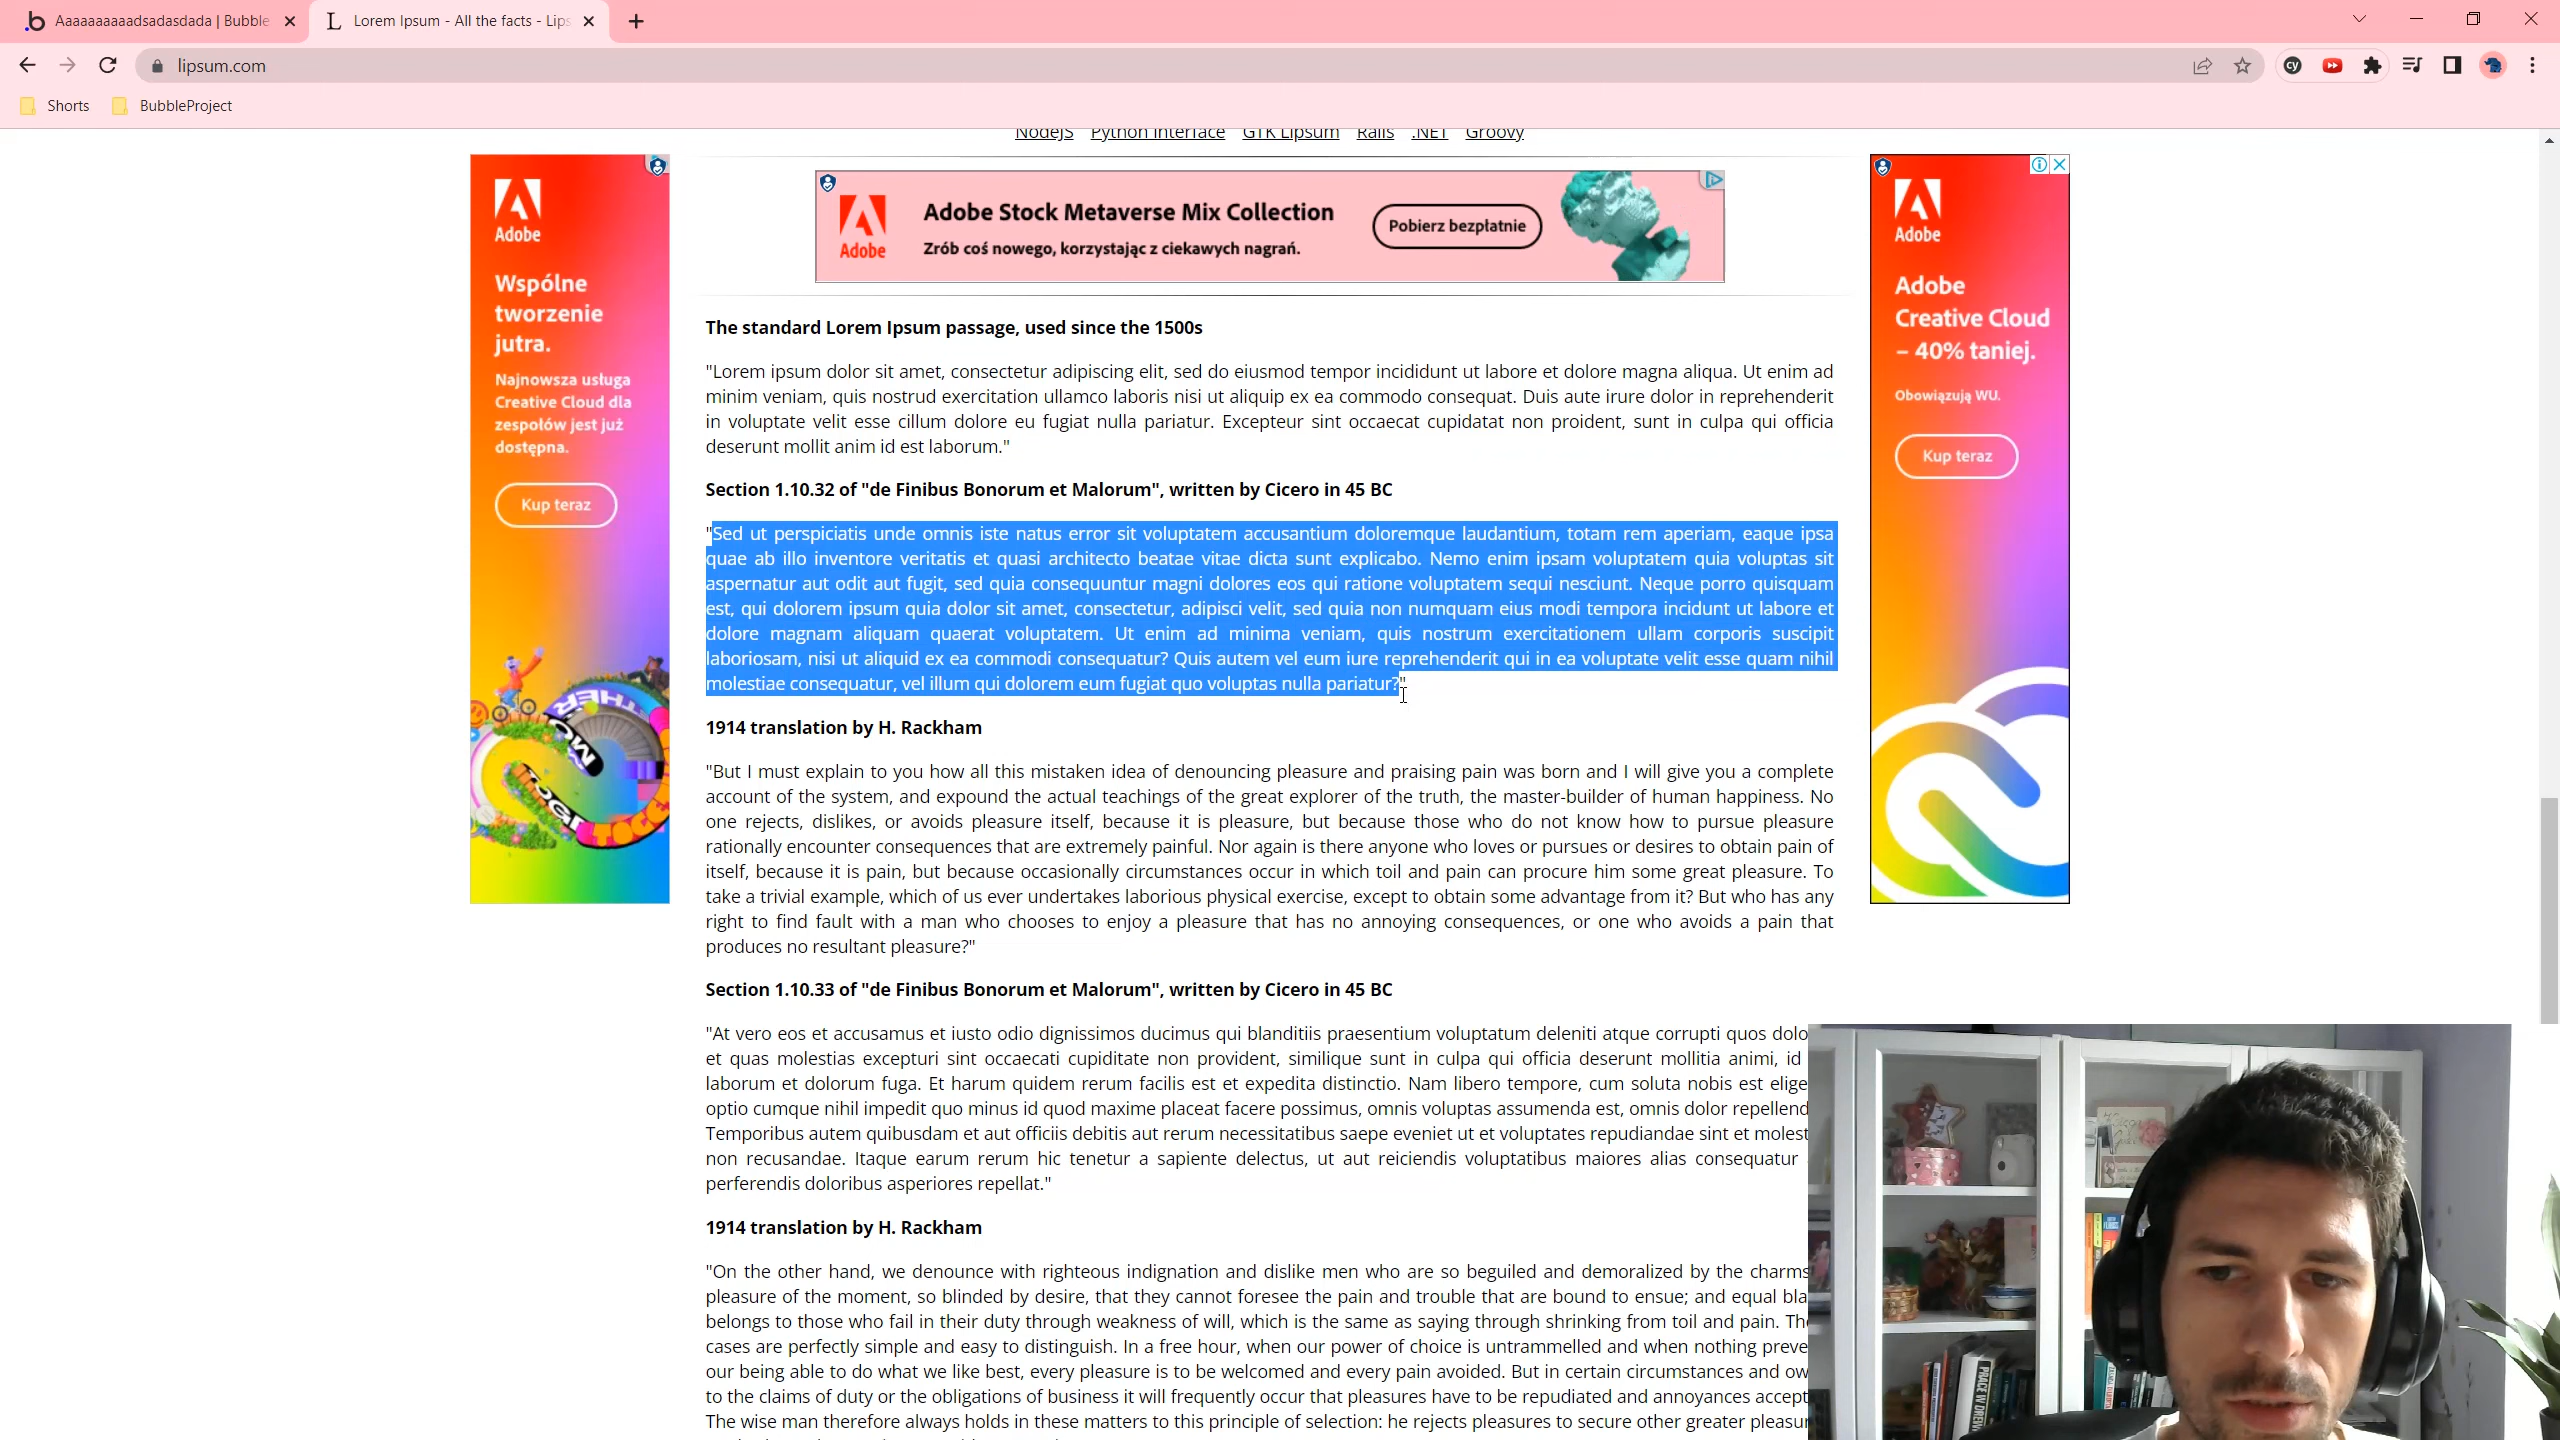 Aaaaaaaaaadsadasdada | Bubble
Lorem Ipsum - All the facts - Lips
lipsum.com
Shorts
BubbleProject
NodeJS Python Interface GTK Lipsum Rails .NET Groovy
Adobe
Wspólne
tworzenie
jutra.
Najnowsza usługa
Creative Cloud dla
zespołów jest już
dostępna.
Kup teraz
Adobe
Adobe Stock Metaverse Mix Collection
Zrób coś nowego, korzystając z ciekawych nagrań.
Pobierz bezpłatnie
Adobe
Adobe
Creative Cloud
– 40% taniej.
Obowiązują WU.
Kup teraz
The standard Lorem Ipsum passage, used since the 1500s
"Lorem ipsum dolor sit amet, consectetur adipiscing elit, sed do eiusmod tempor incididunt ut labore et dolore magna aliqua. Ut enim ad
minim veniam, quis nostrud exercitation ullamco laboris nisi ut aliquip ex ea commodo consequat. Duis aute irure dolor in reprehenderit
in voluptate velit esse cillum dolore eu fugiat nulla pariatur. Excepteur sint occaecat cupidatat non proident, sunt in culpa qui officia
deserunt mollit anim id est laborum."
Section 1.10.32 of "de Finibus Bonorum et Malorum", written by Cicero in 45 BC
"Sed ut perspiciatis unde omnis iste natus error sit voluptatem accusantium doloremque laudantium, totam rem aperiam, eaque ipsa
quae ab illo inventore veritatis et quasi architecto beatae vitae dicta sunt explicabo. Nemo enim ipsam voluptatem quia voluptas sit
aspernatur aut odit aut fugit, sed quia consequuntur magni dolores eos qui ratione voluptatem sequi nesciunt. Neque porro quisquam
est, qui dolorem ipsum quia dolor sit amet, consectetur, adipisci velit, sed quia non numquam eius modi tempora incidunt ut labore et
dolore magnam aliquam quaerat voluptatem. Ut enim ad minima veniam, quis nostrum exercitationem ullam corporis suscipit
laboriosam, nisi ut aliquid ex ea commodi consequatur? Quis autem vel eum iure reprehenderit qui in ea voluptate velit esse quam nihil
molestiae consequatur, vel illum qui dolorem eum fugiat quo voluptas nulla pariatur?"
1914 translation by H. Rackham
"But I must explain to you how all this mistaken idea of denouncing pleasure and praising pain was born and I will give you a complete
account of the system, and expound the actual teachings of the great explorer of the truth, the master-builder of human happiness. No
one rejects, dislikes, or avoids pleasure itself, because it is pleasure, but because those who do not know how to pursue pleasure
rationally encounter consequences that are extremely painful. Nor again is there anyone who loves or pursues or desires to obtain pain of
itself, because it is pain, but because occasionally circumstances occur in which toil and pain can procure him some great pleasure. To
take a trivial example, which of us ever undertakes laborious physical exercise, except to obtain some advantage from it? But who has any
right to find fault with a man who chooses to enjoy a pleasure that has no annoying consequences, or one who avoids a pain that
produces no resultant pleasure?"
Section 1.10.33 of "de Finibus Bonorum et Malorum", written by Cicero in 45 BC
"At vero eos et accusamus et iusto odio dignissimos ducimus qui blanditiis praesentium voluptatum deleniti atque corrupti quos dolo
et quas molestias excepturi sint occaecati cupiditate non provident, similique sunt in culpa qui officia deserunt mollitia animi, id
laborum et dolorum fuga. Et harum quidem rerum facilis est et expedita distinctio. Nam libero tempore, cum soluta nobis est elige
optio cumque nihil impedit quo minus id quod maxime placeat facere possimus, omnis voluptas assumenda est, omnis dolor repellend
Temporibus autem quibusdam et aut officiis debitis aut rerum necessitatibus saepe eveniet ut et voluptates repudiandae sint et molest
non recusandae. Itaque earum rerum hic tenetur a sapiente delectus, ut aut reiciendis voluptatibus maiores alias consequatur
perferendis doloribus asperiores repellat."
1914 translation by H. Rackham
"On the other hand, we denounce with righteous indignation and dislike men who are so beguiled and demoralized by the charms
pleasure of the moment, so blinded by desire, that they cannot foresee the pain and trouble that are bound to ensue; and equal bla
belongs to those who fail in their duty through weakness of will, which is the same as saying through shrinking from toil and pain. The
cases are perfectly simple and easy to distinguish. In a free hour, when our power of choice is untrammelled and when nothing preve
our being able to do what we like best, every pleasure is to be welcomed and every pain avoided. But in certain circumstances and ow
to the claims of duty or the obligations of business it will frequently occur that pleasures have to be repudiated and annoyances accept
The wise man therefore always holds in these matters to this principle of selection: he rejects pleasures to secure other greater pleasur